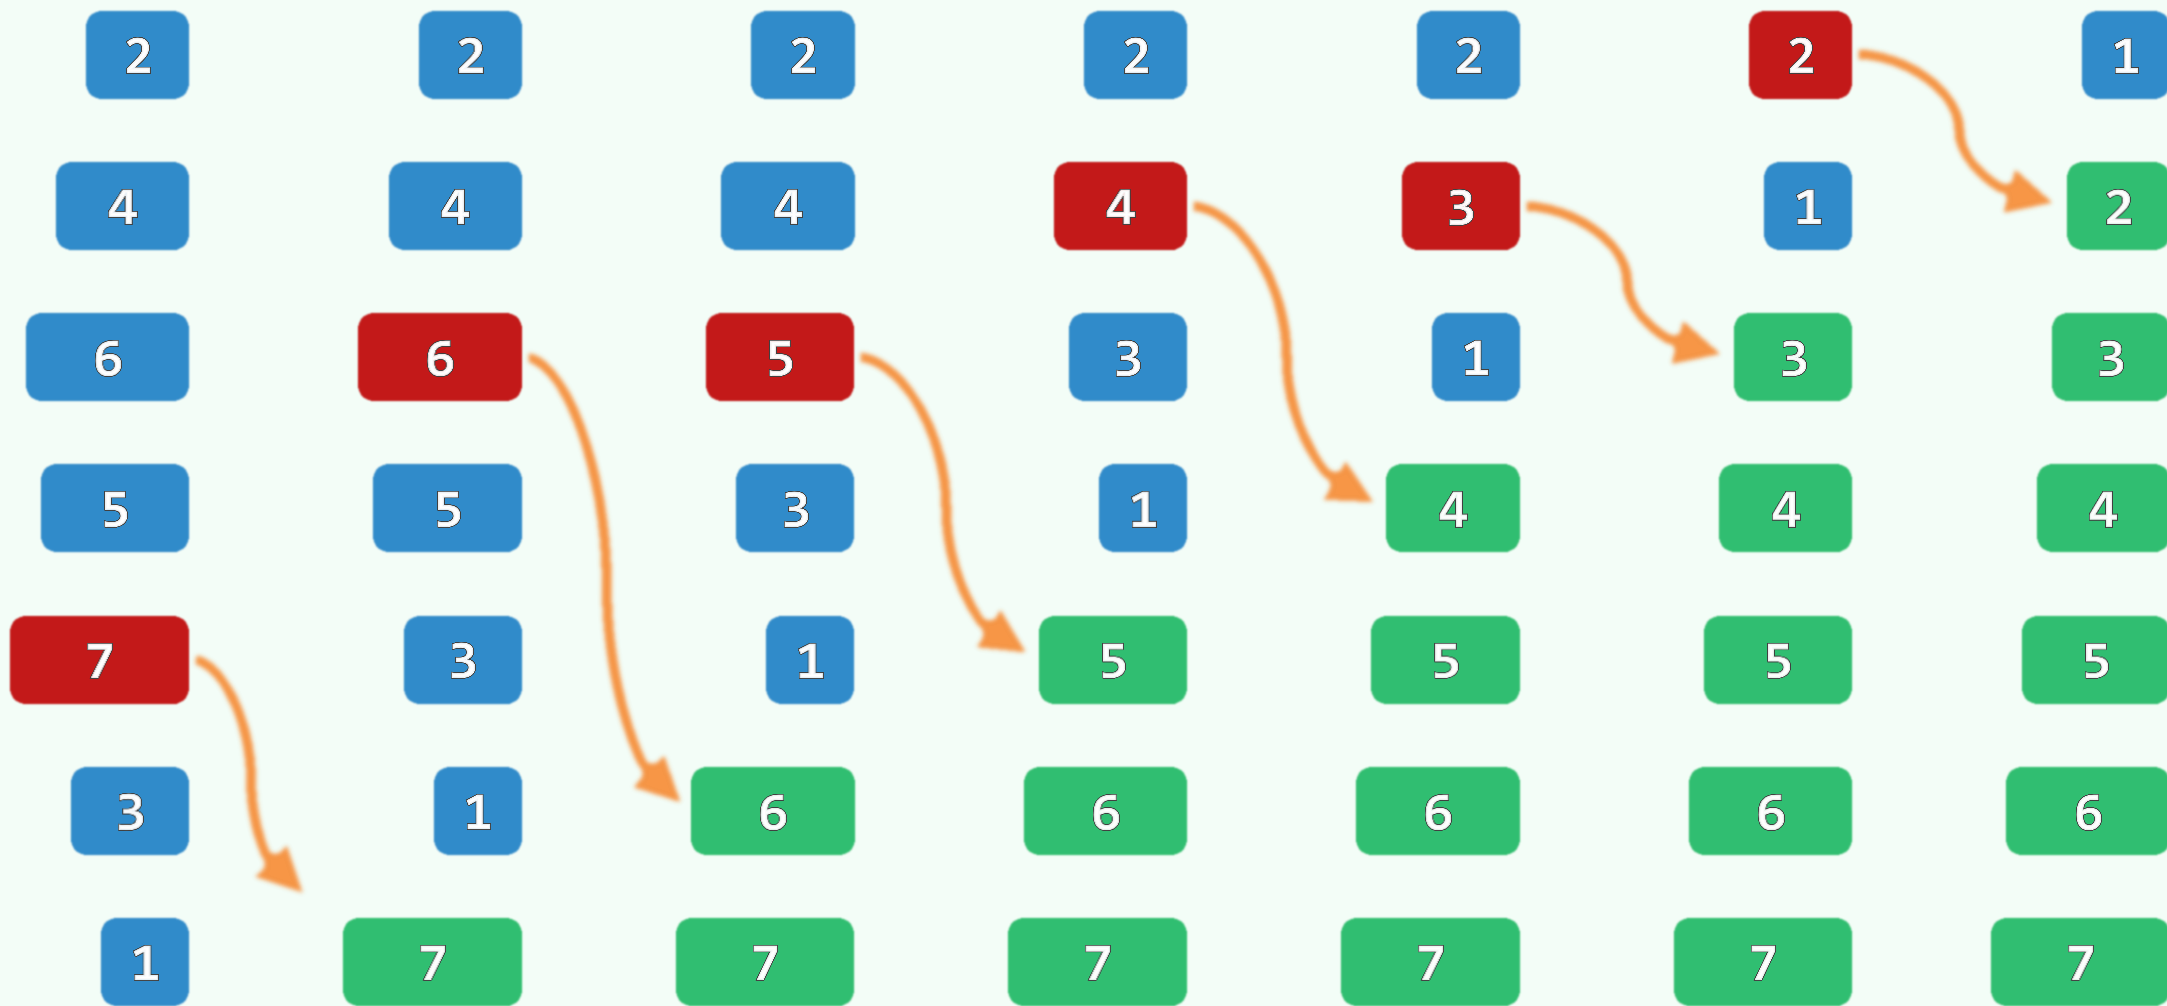 2 2 2 2 2 2 1
4 4 4 4 3 1 2
6 6 5 3 1 3 3
5 5 3 1 4 4 4
7 3 1 5 5 5 5
3 1 6 6 6 6 6
1 7 7 7 7 7 7